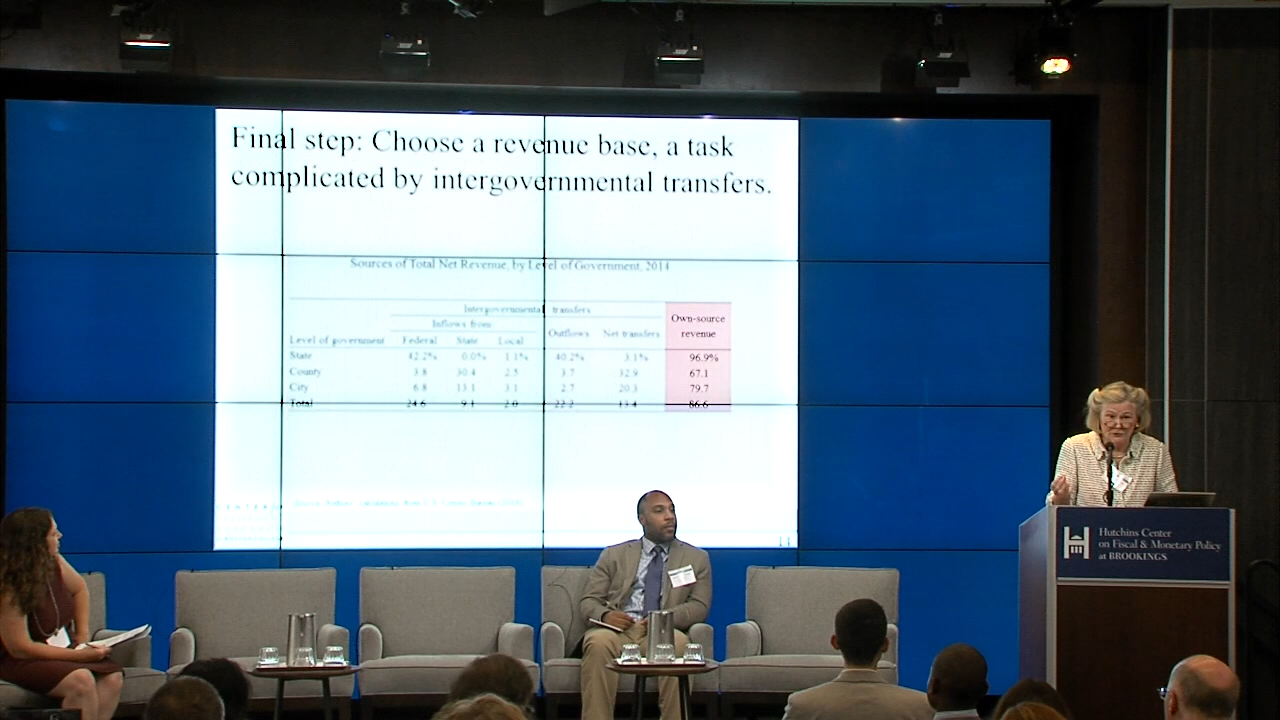 Final step: Choose a revenue base, a task
complicated by intergovernmental transfers.
Sources of Total Net Revenue, by Level of Government, 2014
Intergovernmental transfers
Inflows from
Own-source
revenue
Outflows Net transfers
Level of government Federal State Local
State 42.2% 0.0% 1.1% 40.2% 3.1% 96.9%
County 3.8 30.4 2.5 3.7 32.9 67.1
City 6.8 13.1 3.1 2.7 20.3 79.7
Total 24.6 9.1 2.0 22.2 13.4 86.6
11
Hutchins Center
on Fiscal & Monetary Policy
at BROOKINGS